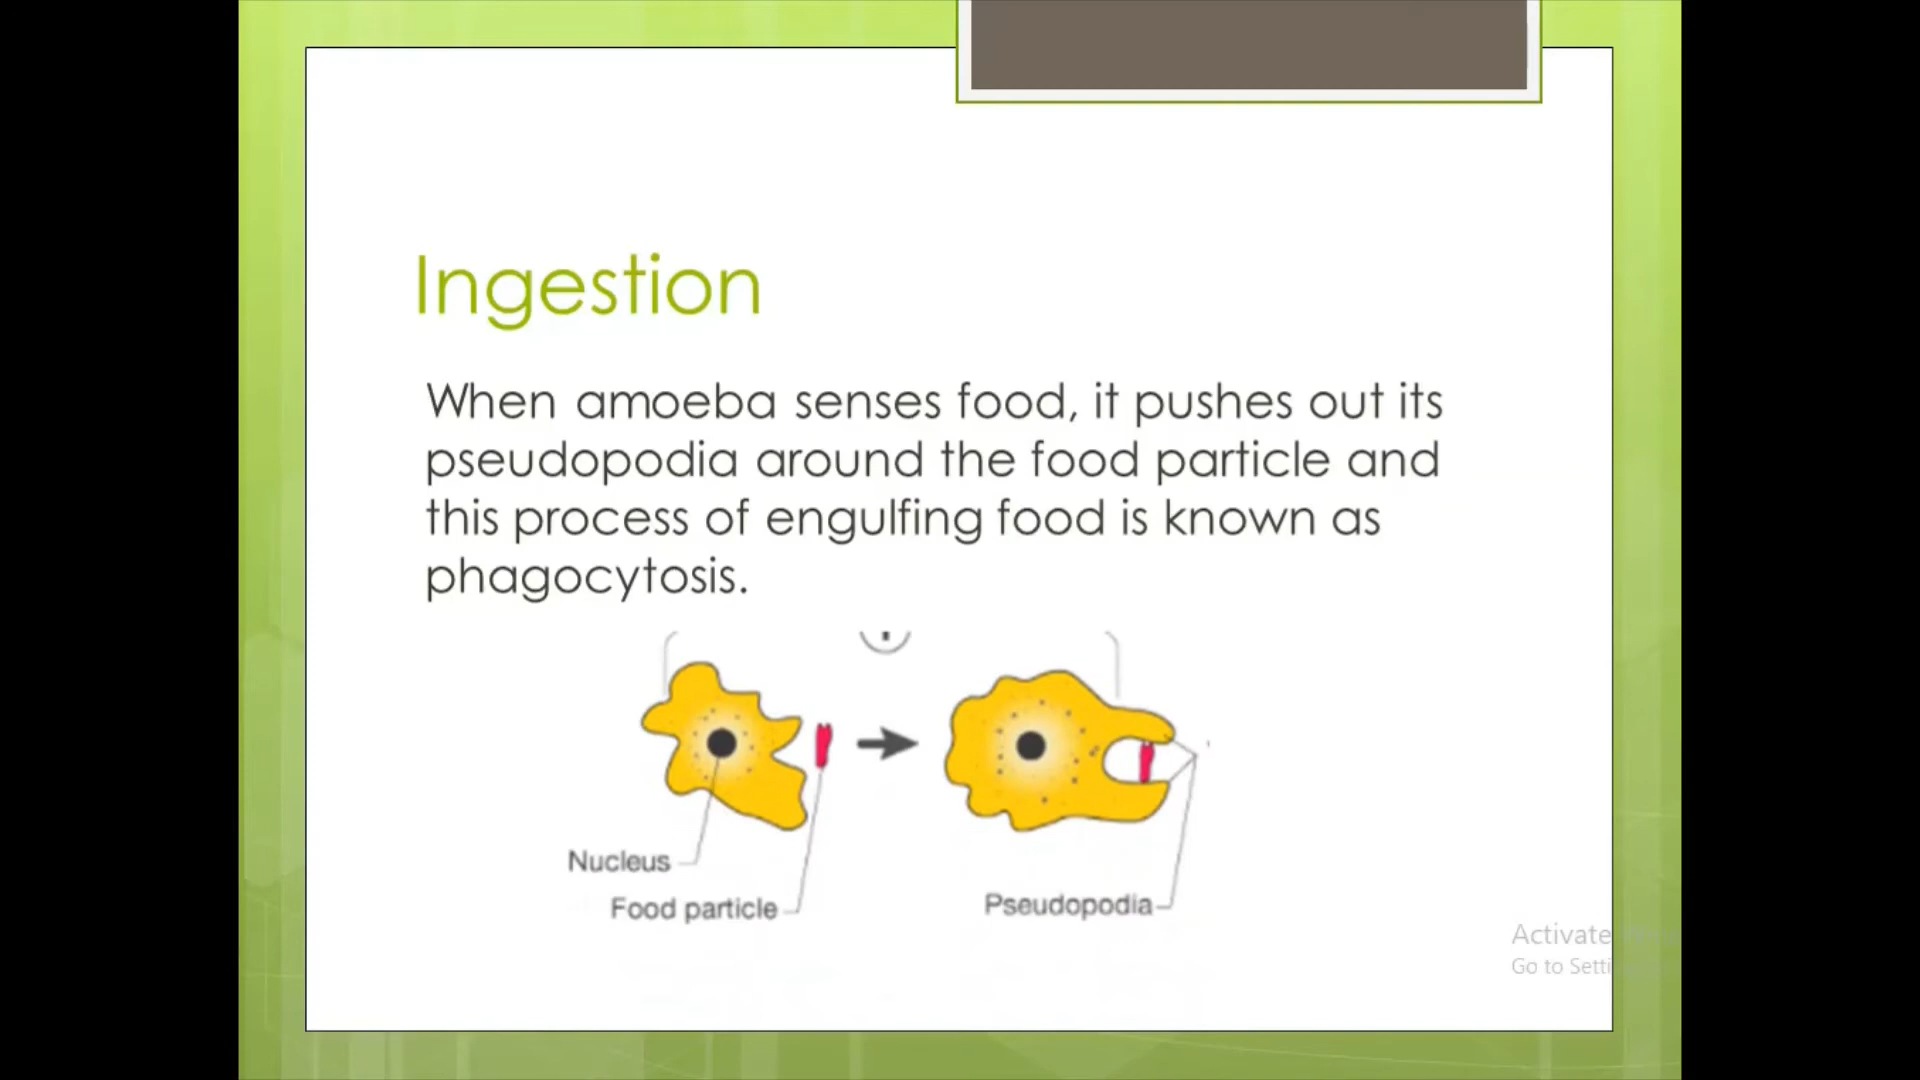 Ingestion
When amoeba senses food, it pushes out its
pseudopodia around the food particle and
this process of engulfing food is known as
phagocytosis.
Nucleus
Food particle
Pseudopodia
Activate
Go to